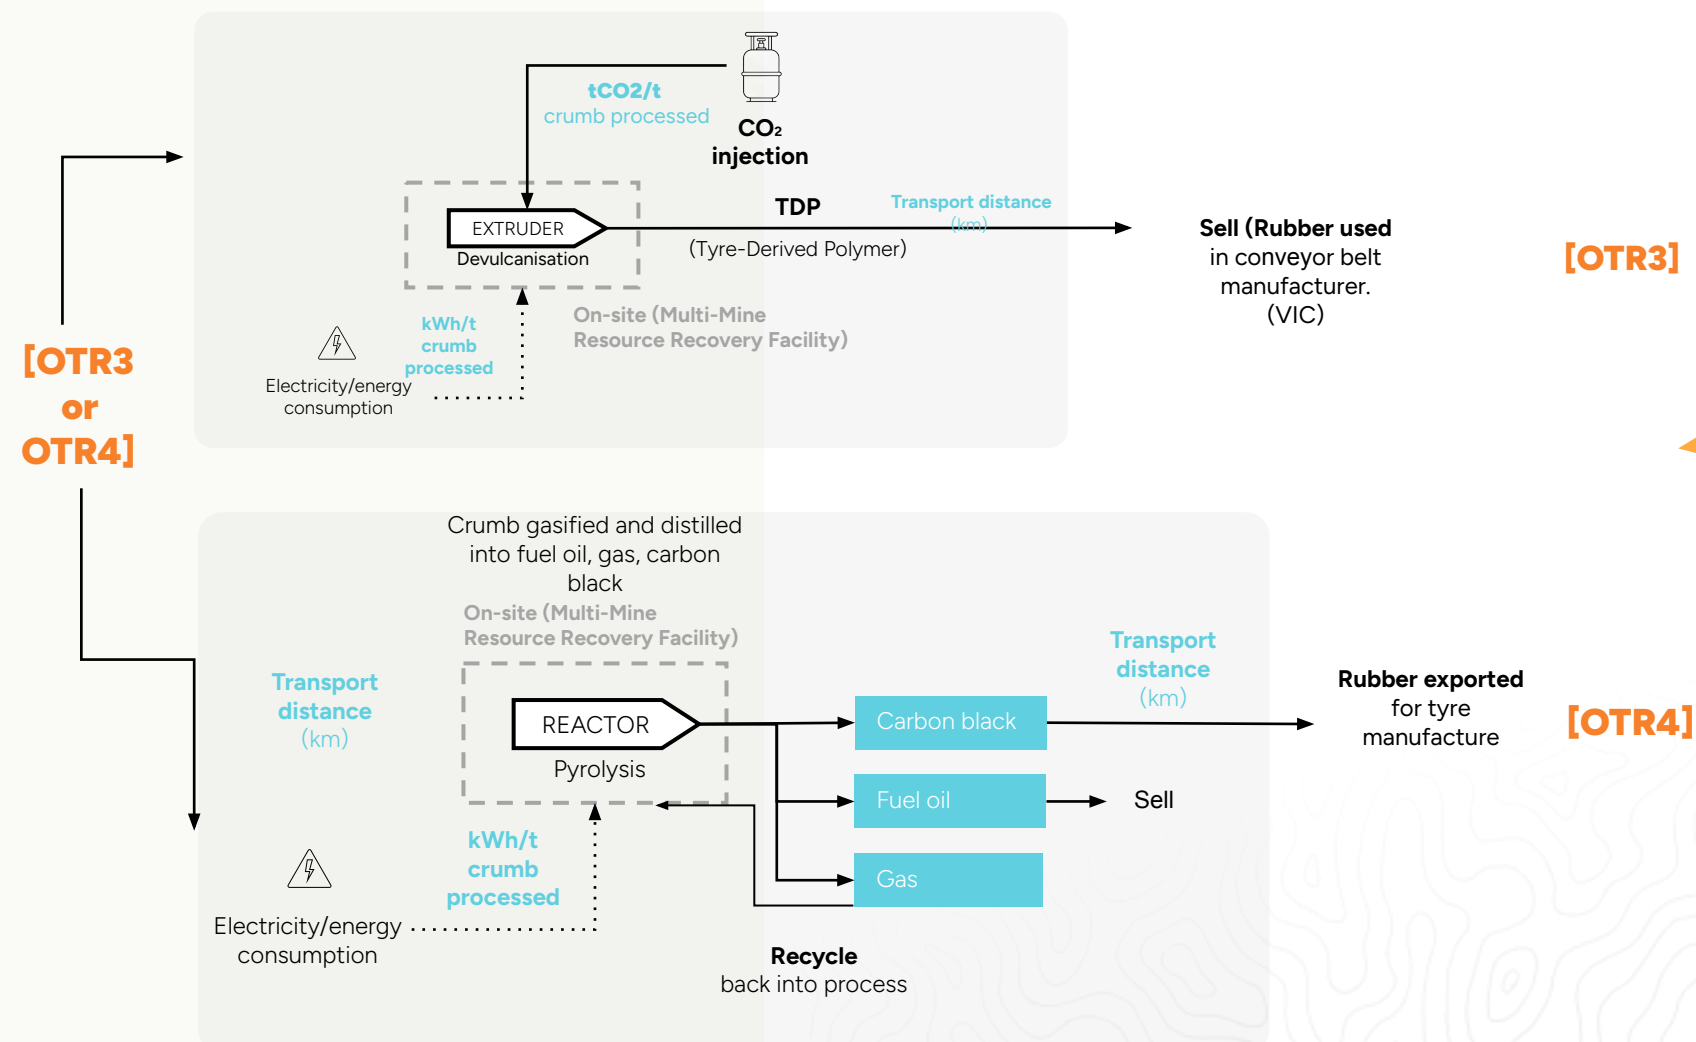 tCO2/t
crumb processed
CO₂
injection
TDP
Transport distance
(km)
EXTRUDER
Devulcanisation
(Tyre-Derived Polymer)
Sell (Rubber used
in conveyor belt
manufacturer.
(VIC)
[OTR3]
On-site (Multi-Mine
Resource Recovery Facility)
kWh/t
crumb
processed
Electricity/energy
consumption
[OTR3
or
OTR4]
Crumb gasified and distilled
into fuel oil, gas, carbon
black
On-site (Multi-Mine
Resource Recovery Facility)
Transport
distance
(km)
REACTOR
Pyrolysis
Carbon black
Transport
distance
(km)
Rubber exported
for tyre
manufacture
[OTR4]
Fuel oil
Sell
Gas
kWh/t
crumb
processed
Electricity/energy
consumption
Recycle
back into process